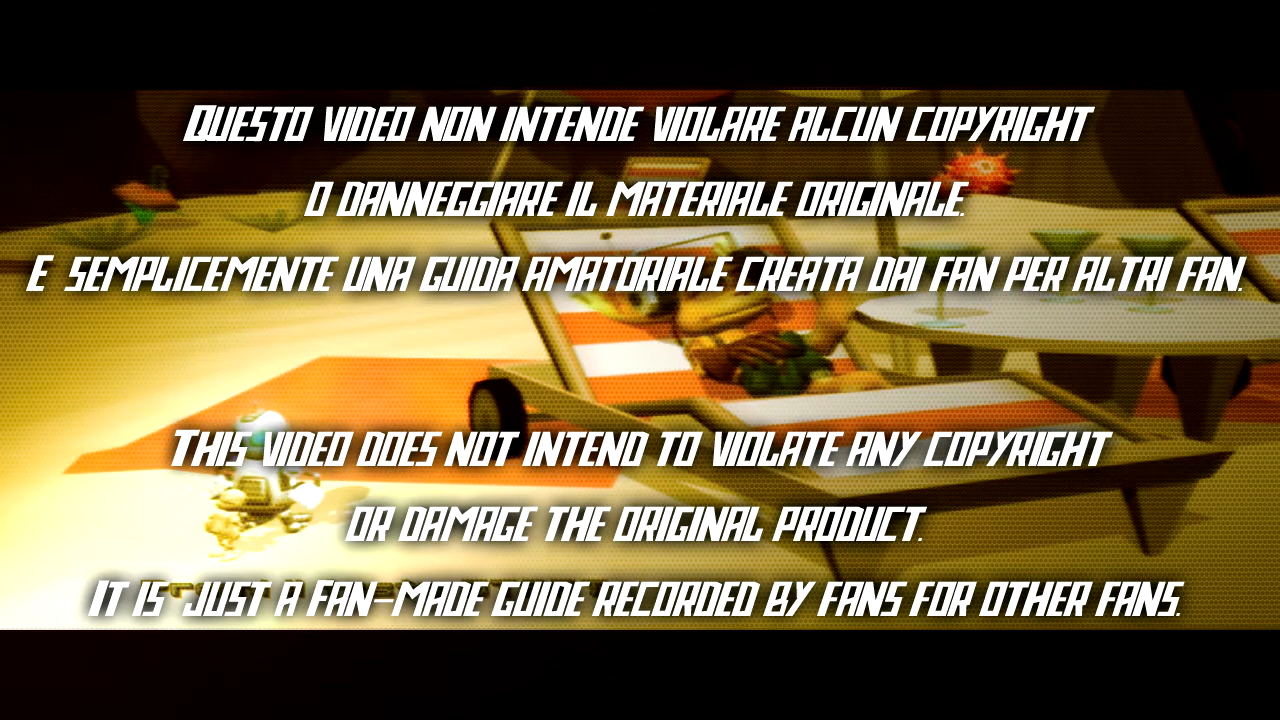 Questo video non intende violare alcun copyright
o danneggiare il materiale originale.
E semplicemente una guida amatoriale creata dai fan per altri fan.
This video does not intend to violate any copyright
or damage the original product.
It is just a Fan-made guide recorded by fans for other fans.